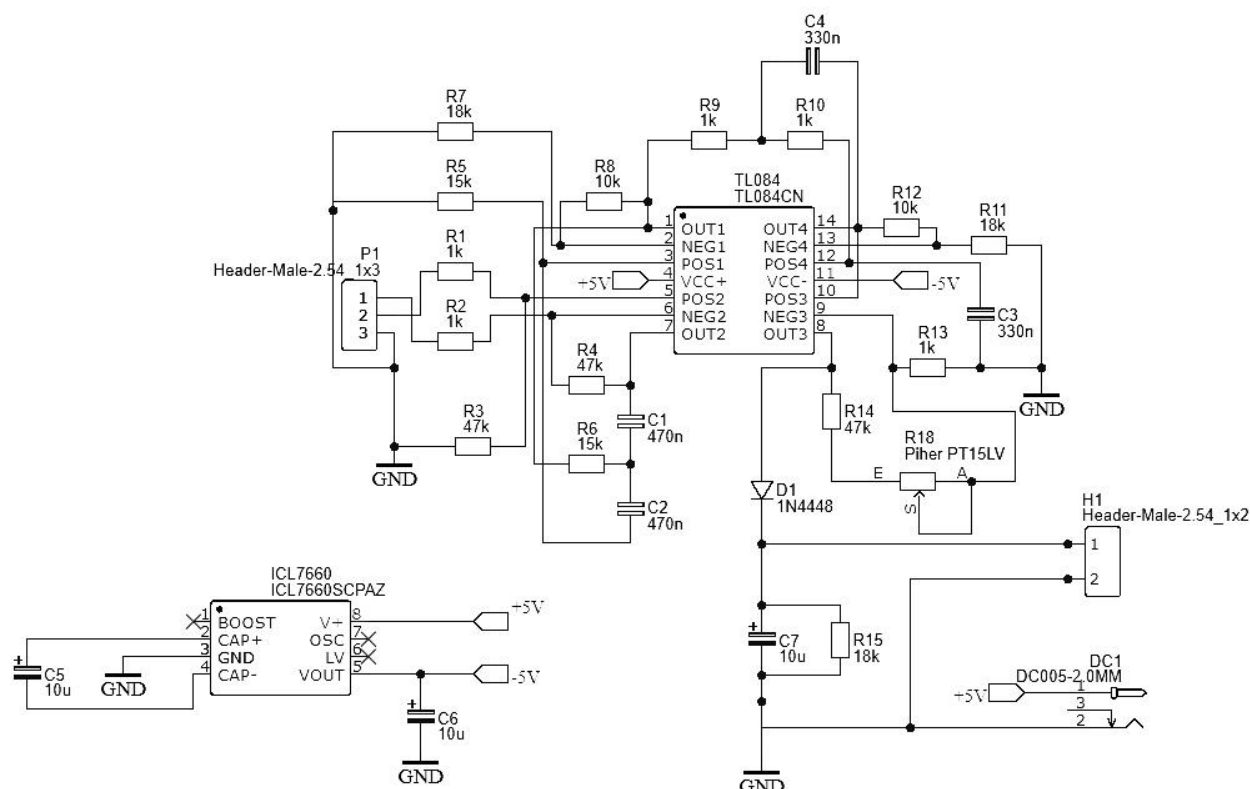 C4
330n
R7
18k
R9
1k
R10
1k
R5
15k
R8
10k
TL084
TL084CN
R12
10k
R11
18k
P1
Header-Male-2.54_1x3
1
2
3
R1
1k
R2
1k
+5V
1 OUT1 OUT4 14
2 NEG1 NEG4 13
3 POS1 POS4 12
4 VCC+ VCC- 11
5 POS2 POS3 10
6 NEG2 NEG3 9
7 OUT2 OUT3 8
-5V
C3
330n
R13
1k
GND
R4
47k
R3
47k
GND
C1
470n
R6
15k
C2
470n
R14
47k
R18
Piher PT15LV
E
A
S
D1
1N4448
H1
Header-Male-2.54_1x2
1
2
ICL7660
ICL7660SCPAZ
1 BOOST V+ 8
2 CAP+ OSC 7
3 GND LV 6
4 CAP- VOUT 5
+5V
-5V
C5
10u
GND
C6
10u
GND
C7
10u
R15
18k
DC1
DC005-2.0MM
+5V
1
3
2
GND